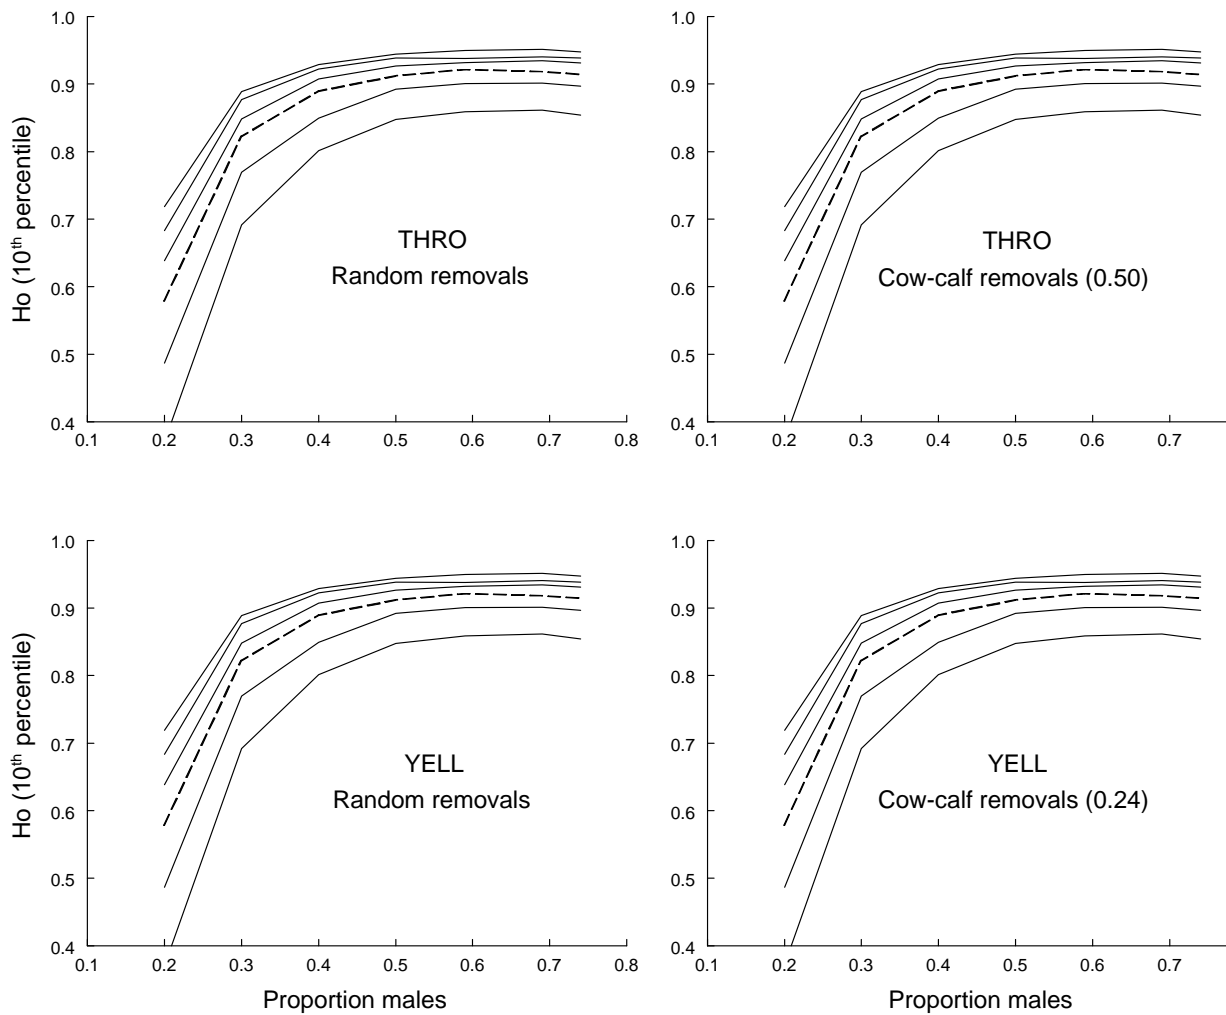 1.0
0.9
0.8
0.7
0.6
0.5
0.4
Ho (10th percentile)
THRO
Random removals
0.1 0.2 0.3 0.4 0.5 0.6 0.7 0.8
1.0
0.9
0.8
0.7
0.6
0.5
0.4
THRO
Cow-calf removals (0.50)
0.1 0.2 0.3 0.4 0.5 0.6 0.7
1.0
0.9
0.8
0.7
0.6
0.5
0.4
Ho (10th percentile)
YELL
Random removals
0.1 0.2 0.3 0.4 0.5 0.6 0.7 0.8
Proportion males
1.0
0.9
0.8
0.7
0.6
0.5
0.4
YELL
Cow-calf removals (0.24)
0.1 0.2 0.3 0.4 0.5 0.6 0.7
Proportion males